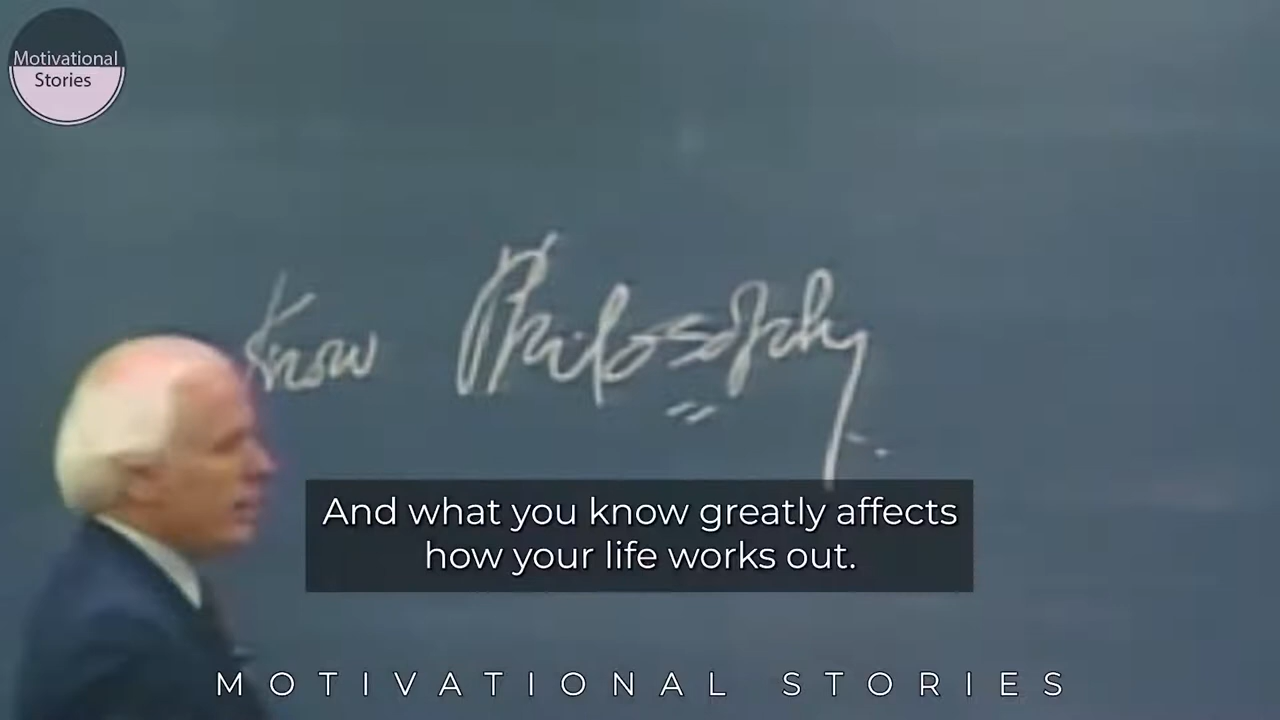 Motivational
Stories
Know Philosophy
And what you know greatly affects
how your life works out.
MOTIVATIONAL STORIES